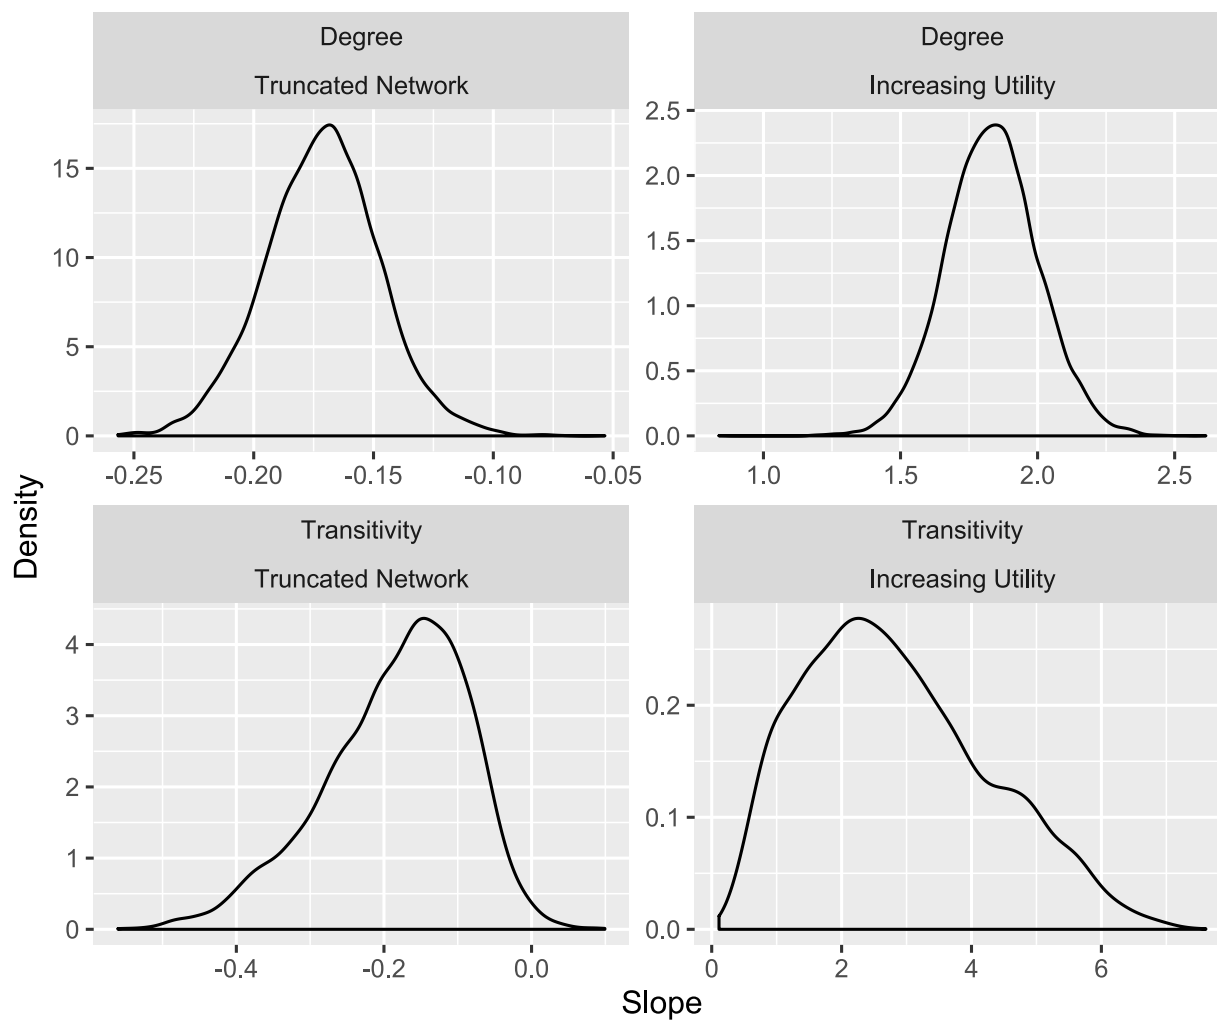 Degree
Truncated Network
Degree
Increasing Utility
15
10
5
0
-0.25 -0.20 -0.15 -0.10 -0.05
2.5
2.0
1.5
1.0
0.5
0.0
1.0 1.5 2.0 2.5
Density
Transitivity
Truncated Network
Transitivity
Increasing Utility
4
3
2
1
0
-0.4 -0.2 0.0
0.2
0.1
0.0
0 2 4 6
Slope